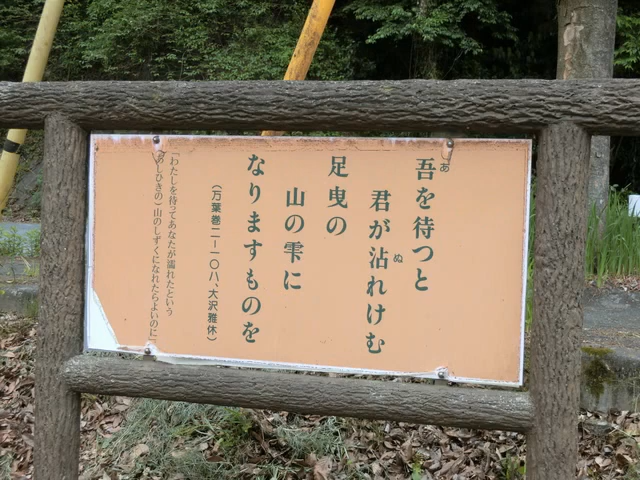 吾を待つと
君が沾れけむ
足曳の
山の雫に
なりますものを
(万葉巻二ー一〇八、大沢雅休)
『わたしを待ってあなたが濡れたという
(あしひきの)山のしずくになれたらよいのに』
あ
ぬ